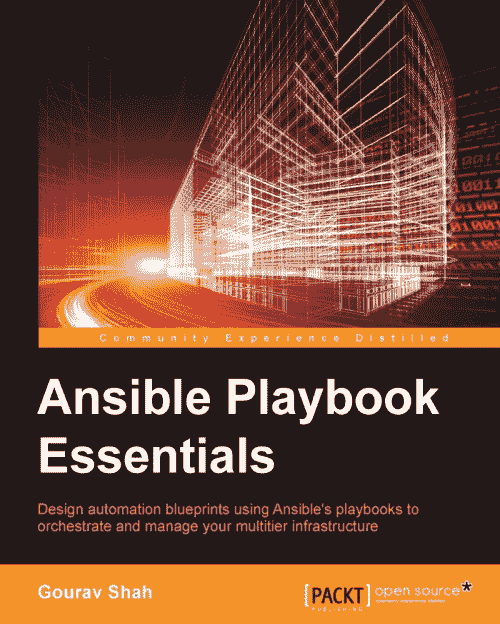 Community Experience Distilled
Ansible Playbook
Essentials
Design automation blueprints using Ansible's playbooks to
orchestrate and manage your multitier infrastructure
Gourav Shah
[PACKT] open source*
PUBLISHING